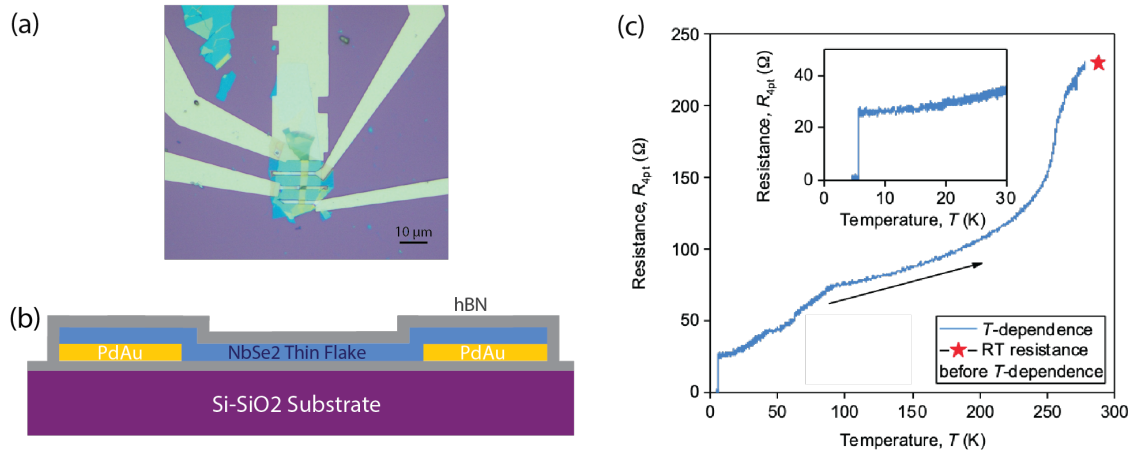 (a)
10 μm
(b)
hBN
PdAu
NbSe2 Thin Flake
PdAu
Si-SiO2 Substrate
(c)
250
200
150
100
50
0
Resistance, R4pt (Ω)
0
50
100
150
200
250
300
Temperature, T (K)
40
20
0
Resistance, R4pt (Ω)
0
10
20
30
Temperature, T (K)
T-dependence
RT resistance
before T-dependence